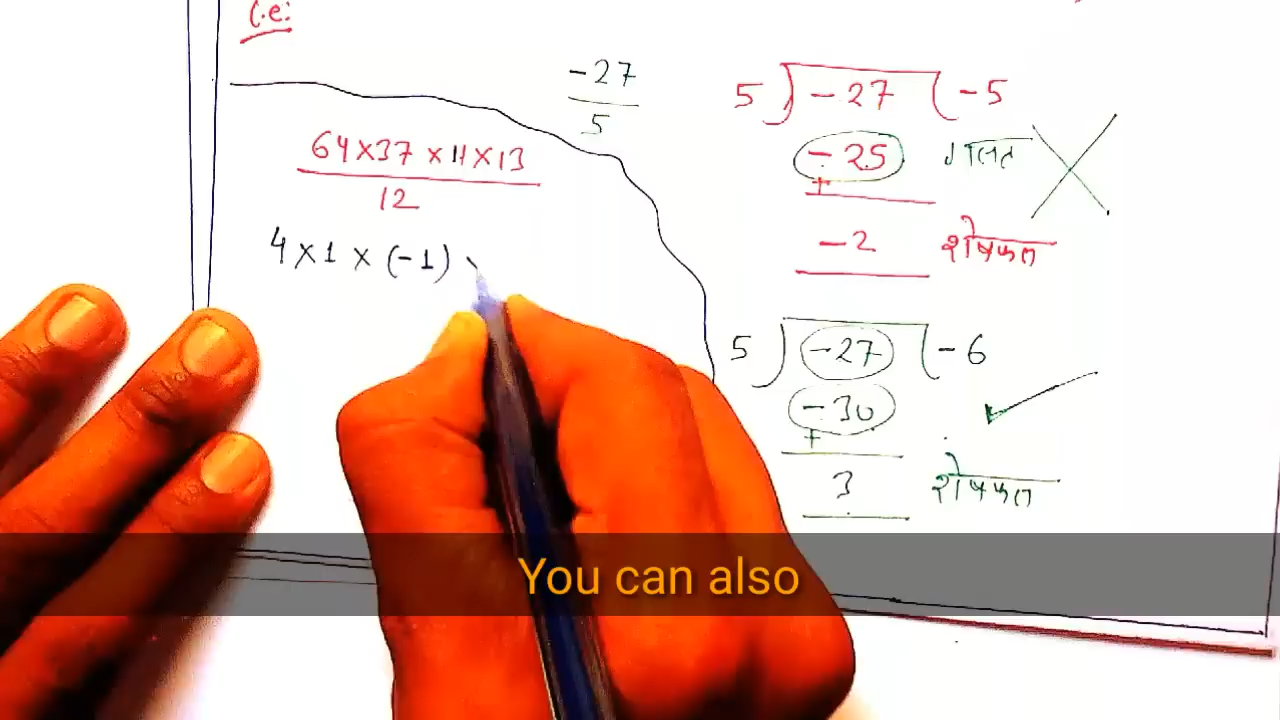 i.e:
64×37×11×13
12
4×1×(-1)
-27
5
5 ) -27 ( -5
-25 गलत
+
-2 शेषफल
5 ) -27 ( -6
-30
+
3 शेषफल
You can also